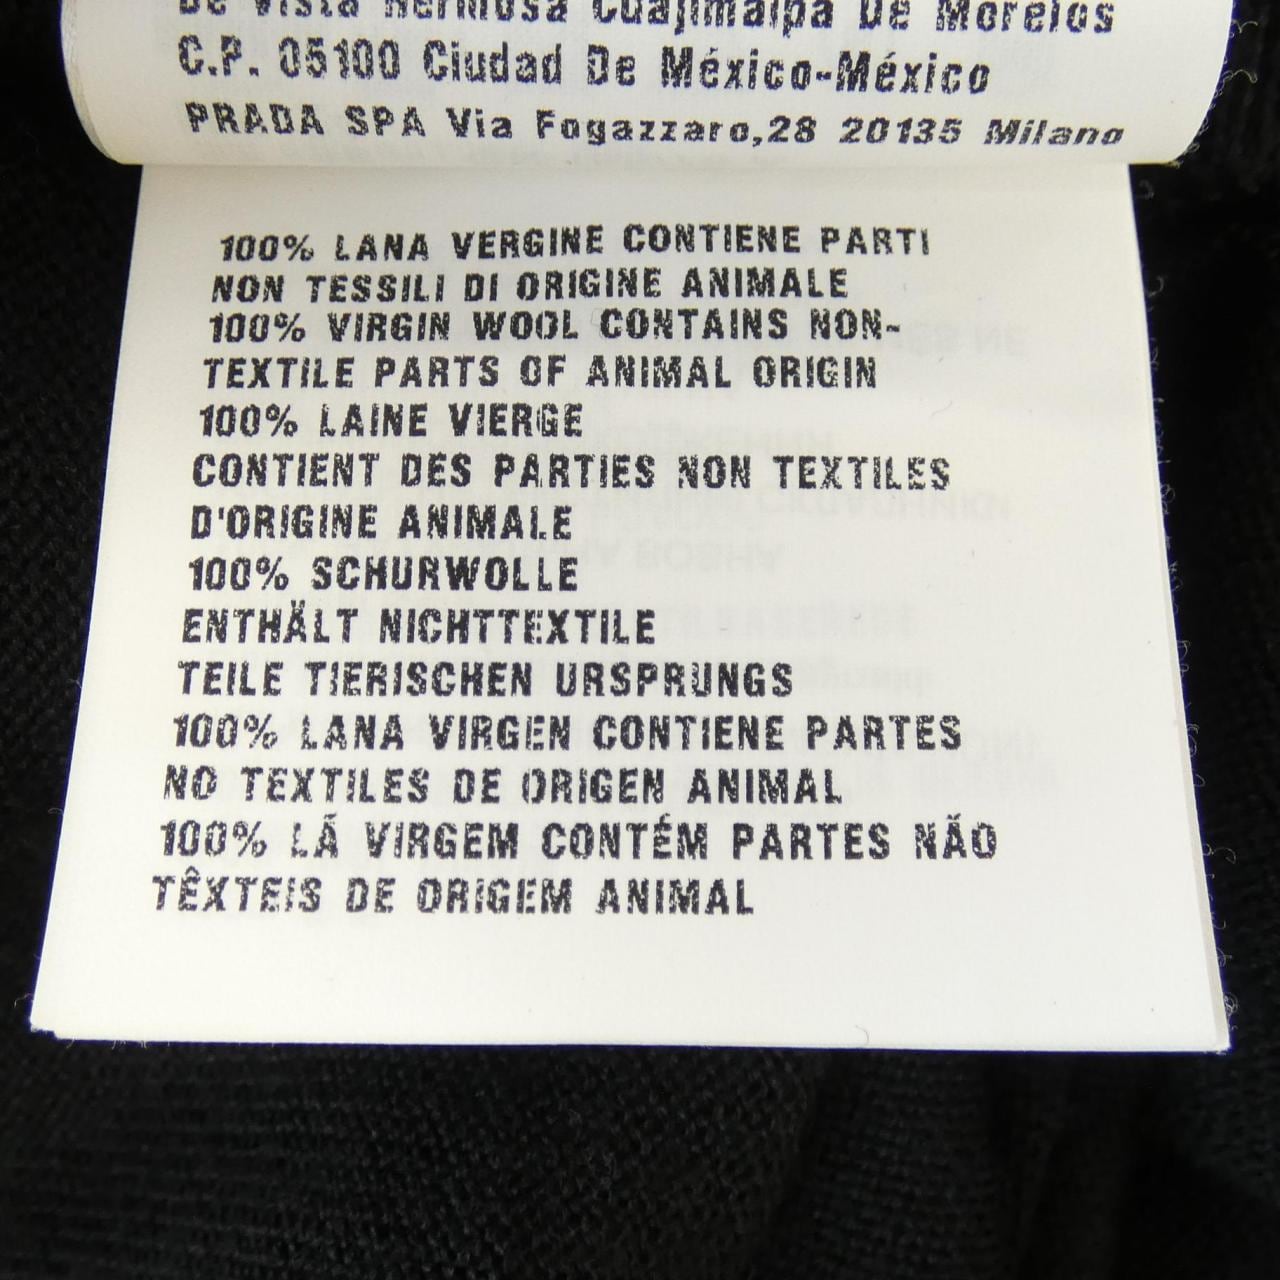 De Vista Hermosa Cuajimalpa De Morelos
C.P. 05100 Ciudad De México-México
PRADA SPA Via Fogazzaro,28 20135 Milano
100% LANA VERGINE CONTIENE PARTI
NON TESSILI DI ORIGINE ANIMALE
100% VIRGIN WOOL CONTAINS NON-
TEXTILE PARTS OF ANIMAL ORIGIN
100% LAINE VIERGE
CONTIENT DES PARTIES NON TEXTILES
D'ORIGINE ANIMALE
100% SCHURWOLLE
ENTHÄLT NICHTTEXTILE
TEILE TIERISCHEN URSPRUNGS
100% LANA VIRGEN CONTIENE PARTES
NO TEXTILES DE ORIGEN ANIMAL
100% LÃ VIRGEM CONTÉM PARTES NÃO
TÊXTEIS DE ORIGEM ANIMAL